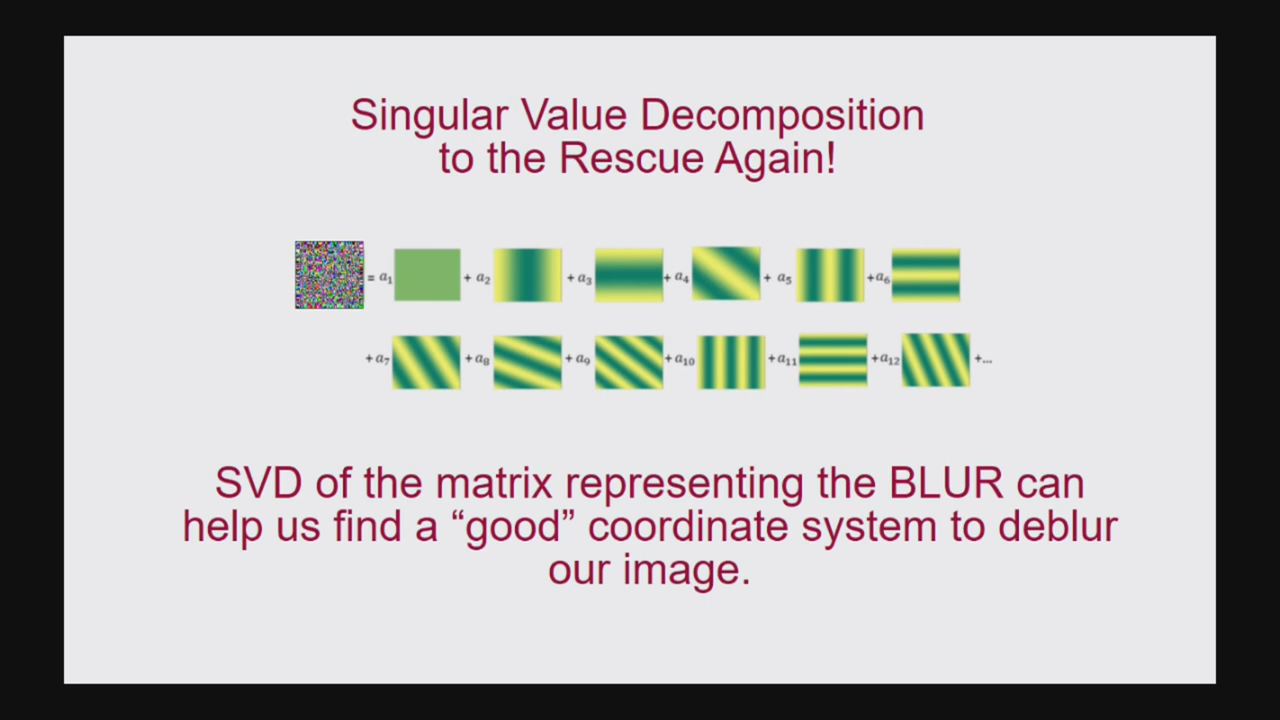 Singular Value Decomposition
to the Rescue Again!
= a₁ + a₂ + a₃ + a₄ + a₅ + a₆
+ a₇ + a₈ + a₉ + a₁₀ + a₁₁ + a₁₂ +...
SVD of the matrix representing the BLUR can
help us find a “good” coordinate system to deblur
our image.